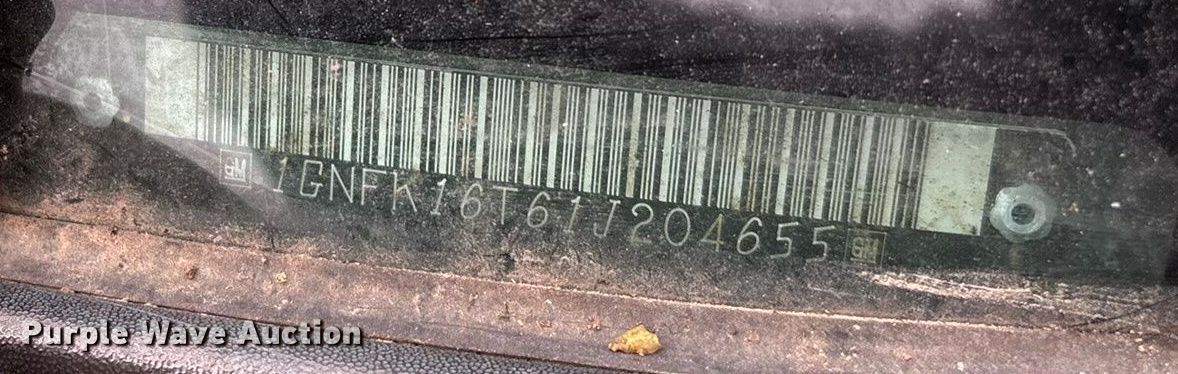 GM 1GNFK16T61J204655 GM
Purple Wave Auction